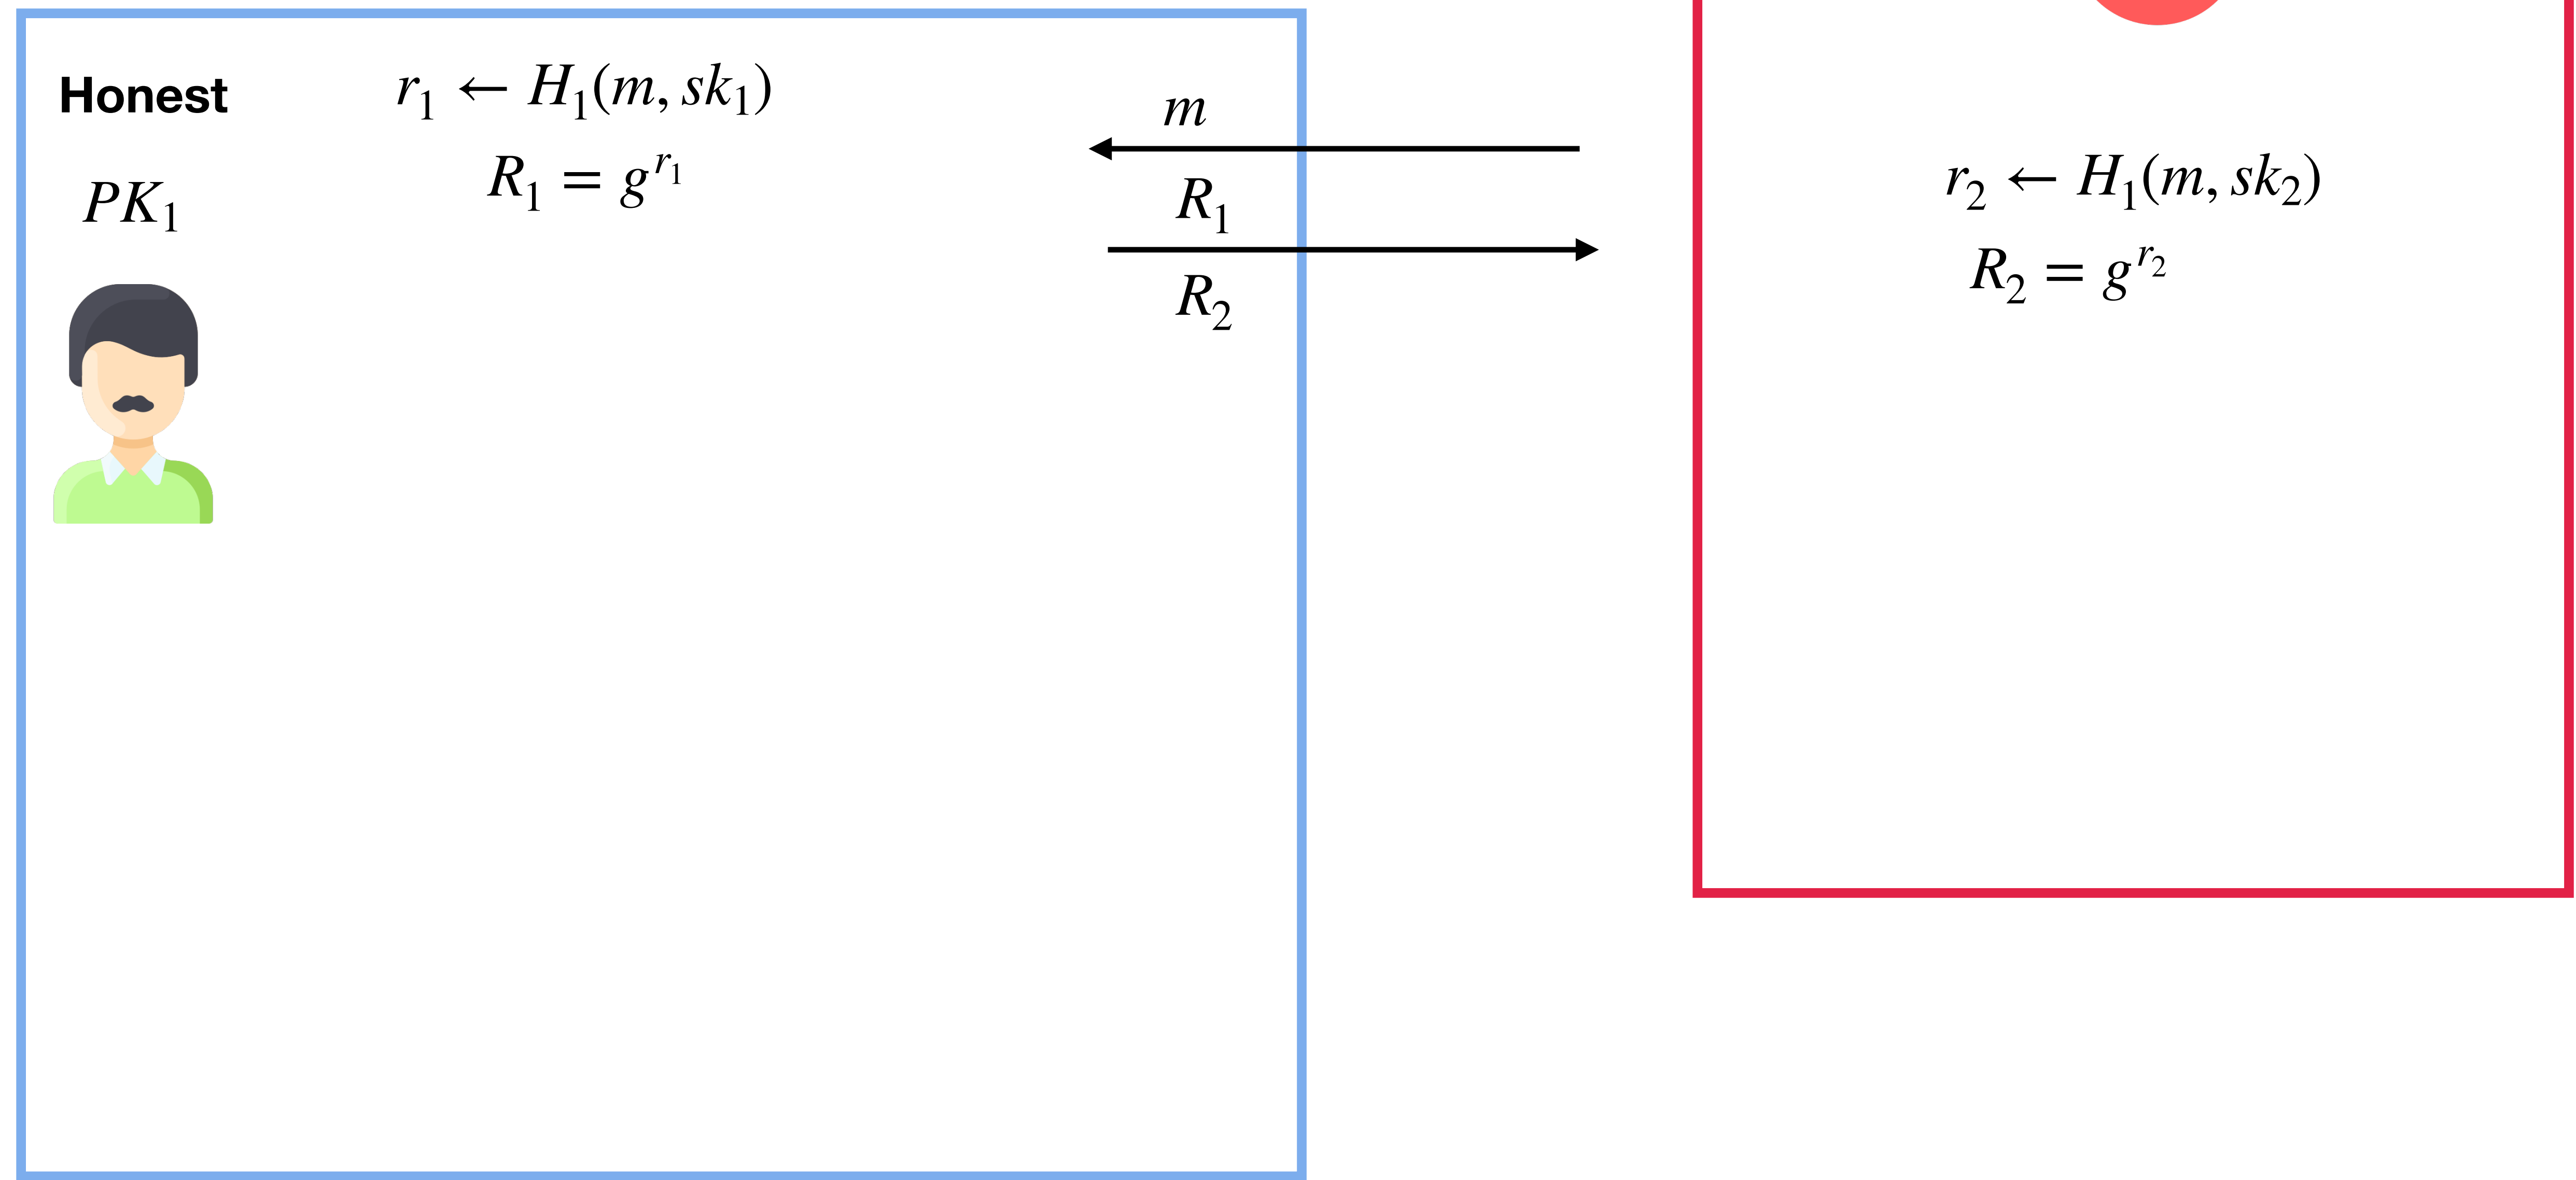 Honest
PK₁
r₁ ← H₁(m, sk₁)
R₁ = g^{r₁}
m
R₁
R₂
r₂ ← H₁(m, sk₂)
R₂ = g^{r₂}